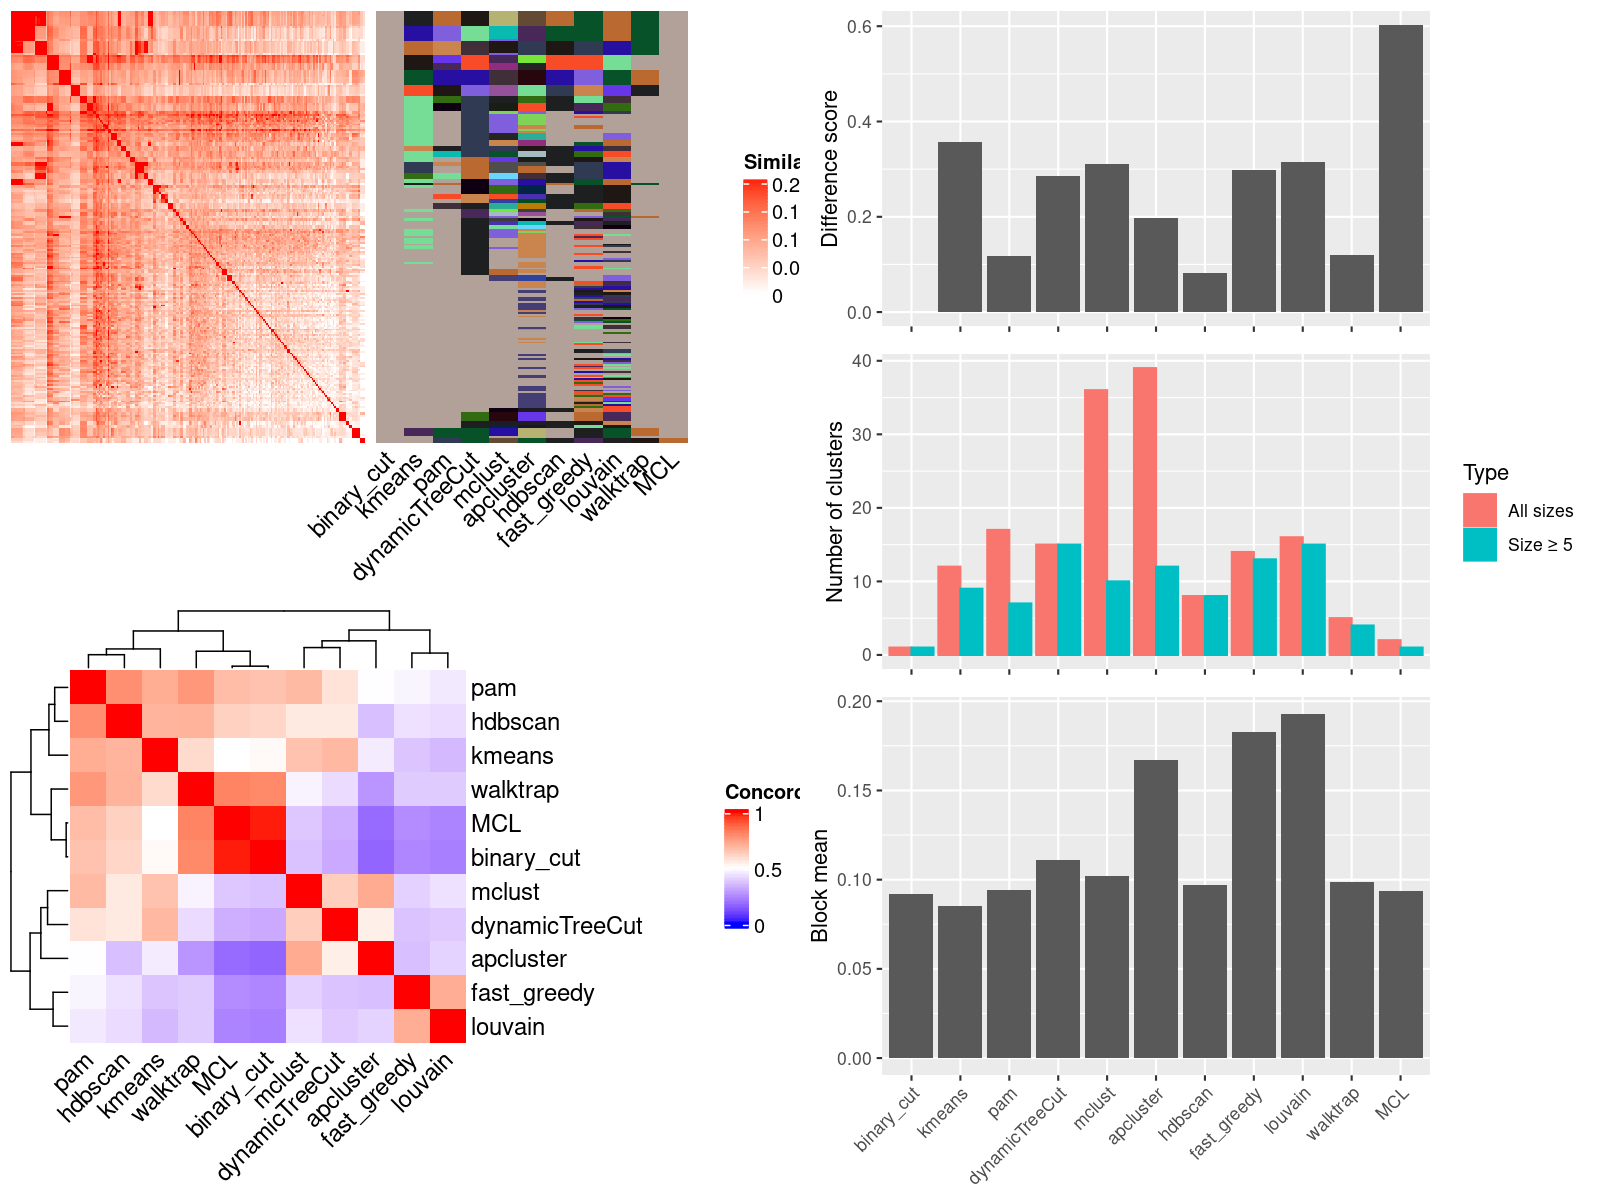 Simila
0.2
0.1
0.1
0.0
0
binary_cut
kmeans
pam
dynamicTreeCut
mclust
apcluster
hdbscan
fast_greedy
louvain
walktrap
MCL
pam
hdbscan
kmeans
walktrap
MCL
binary_cut
mclust
dynamicTreeCut
apcluster
fast_greedy
louvain
pam
hdbscan
kmeans
walktrap
MCL
binary_cut
mclust
dynamicTreeCut
apcluster
fast_greedy
louvain
Concord
1
0.5
0
Difference score
0.6
0.4
0.2
0.0
Number of clusters
40
30
20
10
0
Type
All sizes
Size ≥ 5
Block mean
0.20
0.15
0.10
0.05
0.00
binary_cut
kmeans
pam
dynamicTreeCut
mclust
apcluster
hdbscan
fast_greedy
louvain
walktrap
MCL